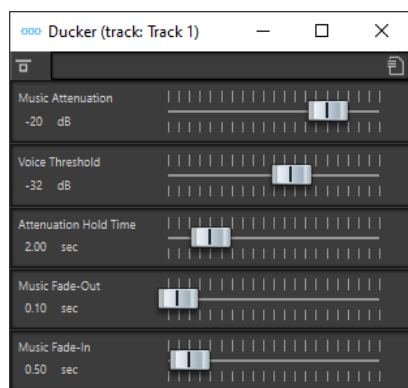 Ducker (track: Track 1)
Music Attenuation
-20 dB
Voice Threshold
-32 dB
Attenuation Hold Time
2.00 sec
Music Fade-Out
0.10 sec
Music Fade-In
0.50 sec